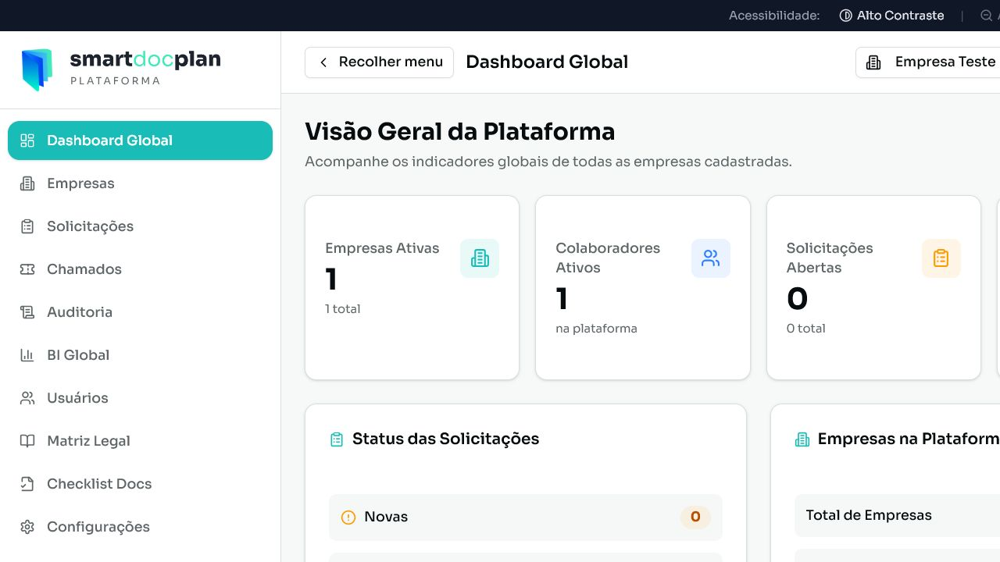 Acessibilidade:
Alto Contraste
|
smartdocplan
PLATAFORMA
Recolher menu
Dashboard Global
Empresa Teste
Dashboard Global
Empresas
Solicitações
Chamados
Auditoria
BI Global
Usuários
Matriz Legal
Checklist Docs
Configurações
Visão Geral da Plataforma
Acompanhe os indicadores globais de todas as empresas cadastradas.
Empresas Ativas
1
1 total
Colaboradores
Ativos
1
na plataforma
Solicitações
Abertas
0
0 total
Status das Solicitações
Novas
0
Empresas na Plataform
Total de Empresas